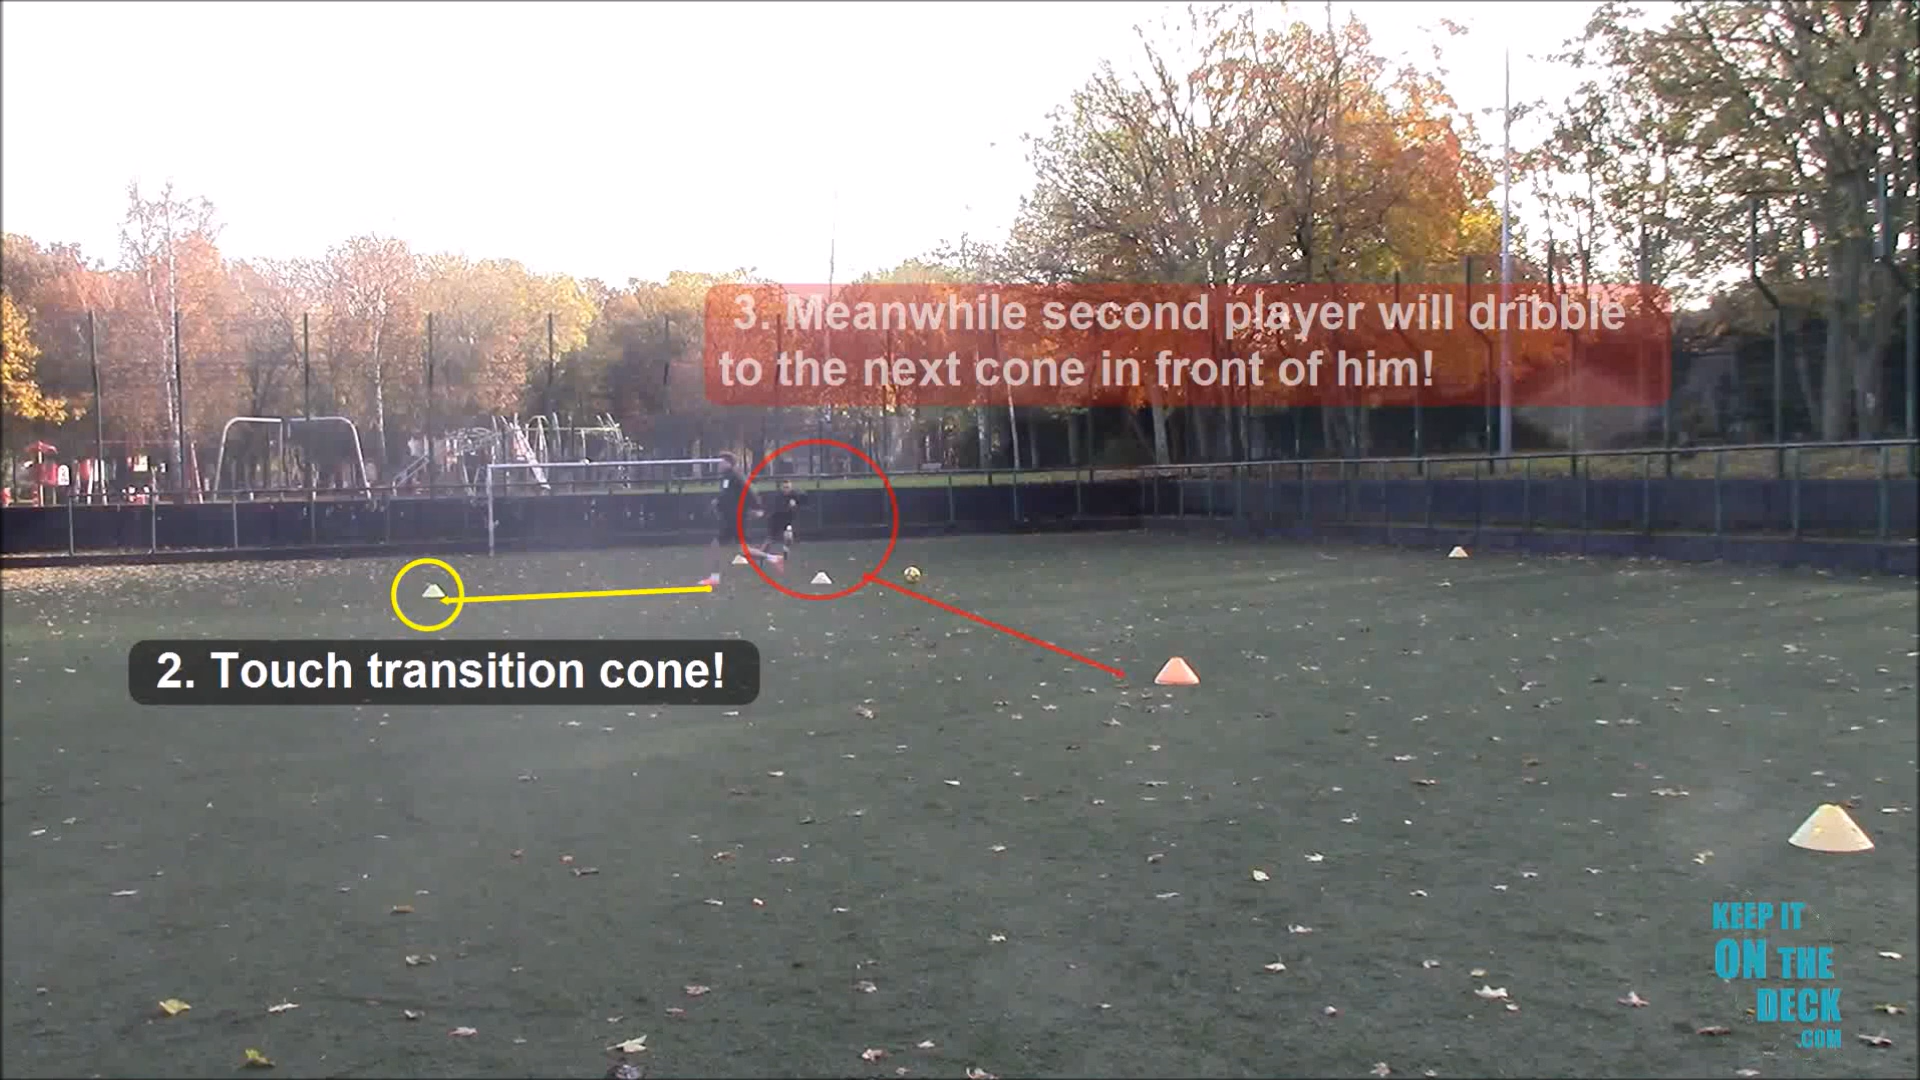 3. Meanwhile second player will dribble
to the next cone in front of him!
2. Touch transition cone!
KEEP IT
ON THE
DECK
.COM